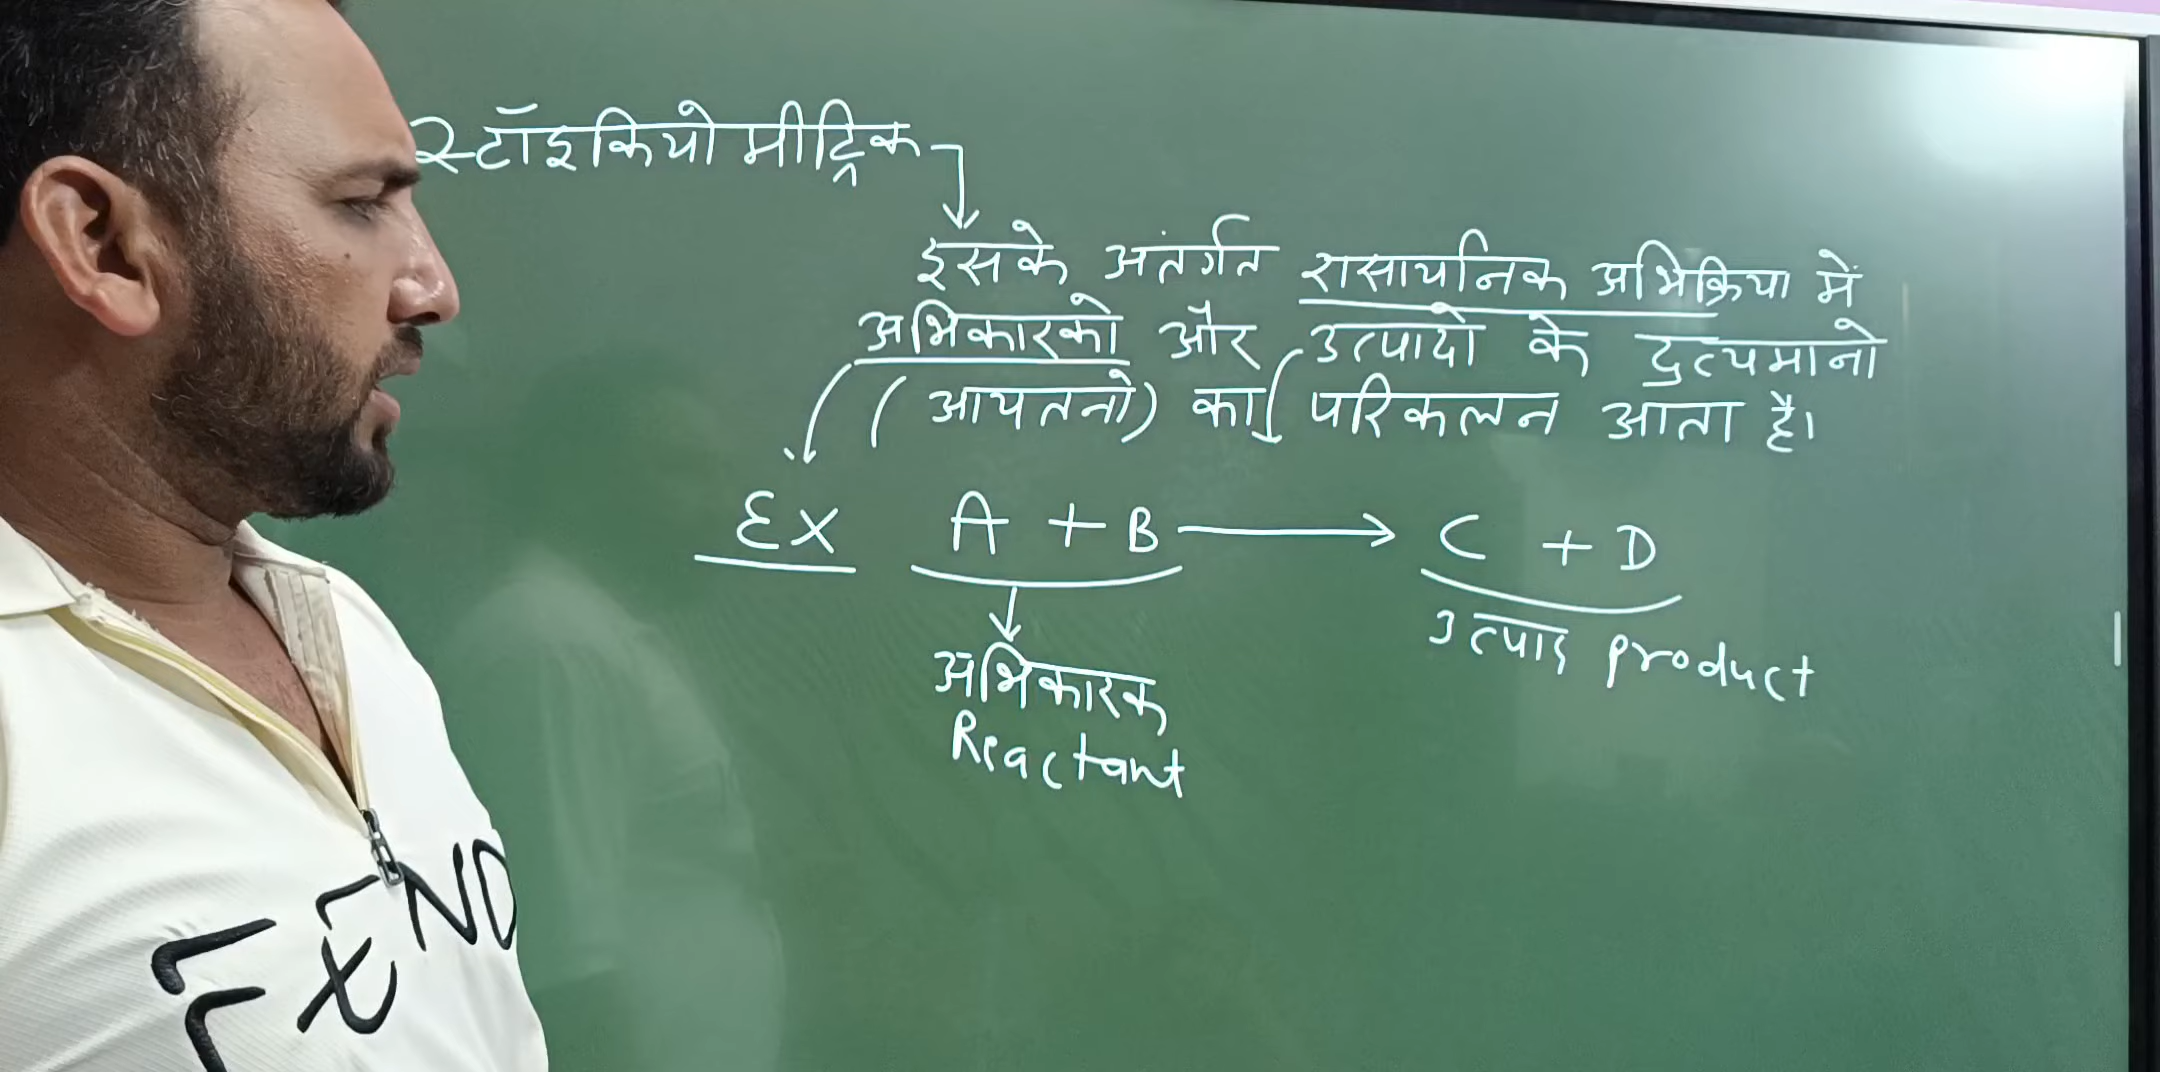 स्टॉइकियोमीट्रिक
इसके अंतर्गत रासायनिक अभिक्रिया में
अभिकारको और उत्पादो के द्रव्यमानो
(आयतनो) का परिकलन आता है।
Ex A + B → C + D
अभिकारक
Reactant
उत्पाद product
FENDI